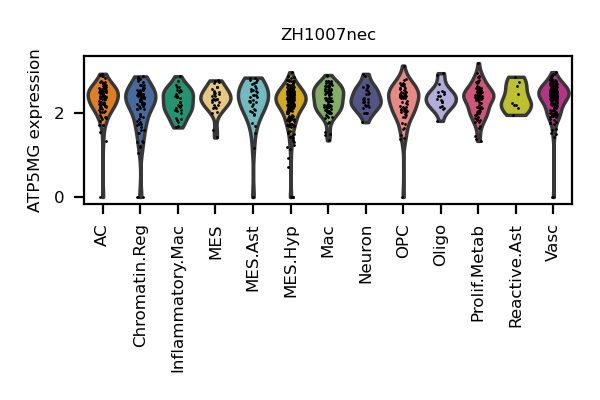 ZH1007nec
ATP5MG expression
2
0
AC
Chromatin.Reg
Inflammatory.Mac
MES
MES.Ast
MES.Hyp
Mac
Neuron
OPC
Oligo
Prolif.Metab
Reactive.Ast
Vasc